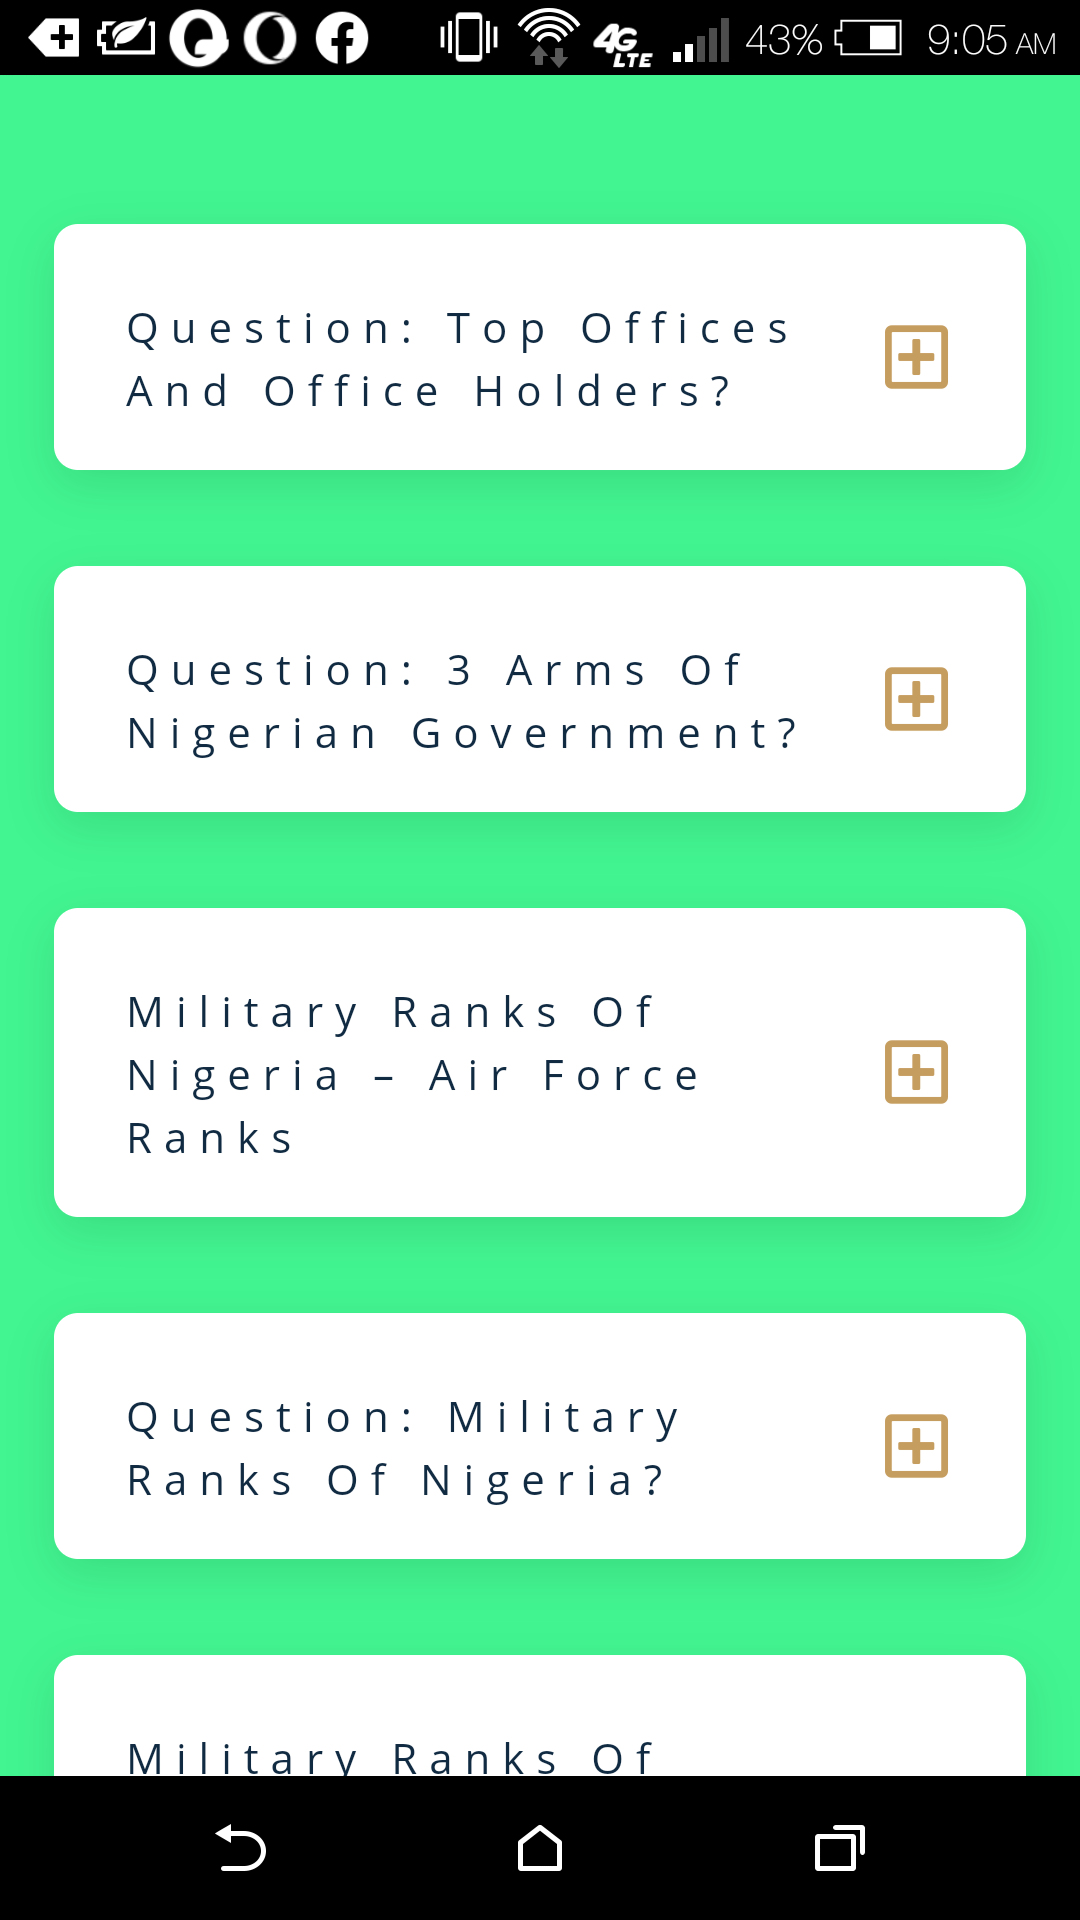 4G LTE 43% 9:05 AM
Question: Top Offices
And Office Holders?
Question: 3 Arms Of
Nigerian Government?
Military Ranks Of
Nigeria – Air Force
Ranks
Question: Military
Ranks Of Nigeria?
Military Ranks Of